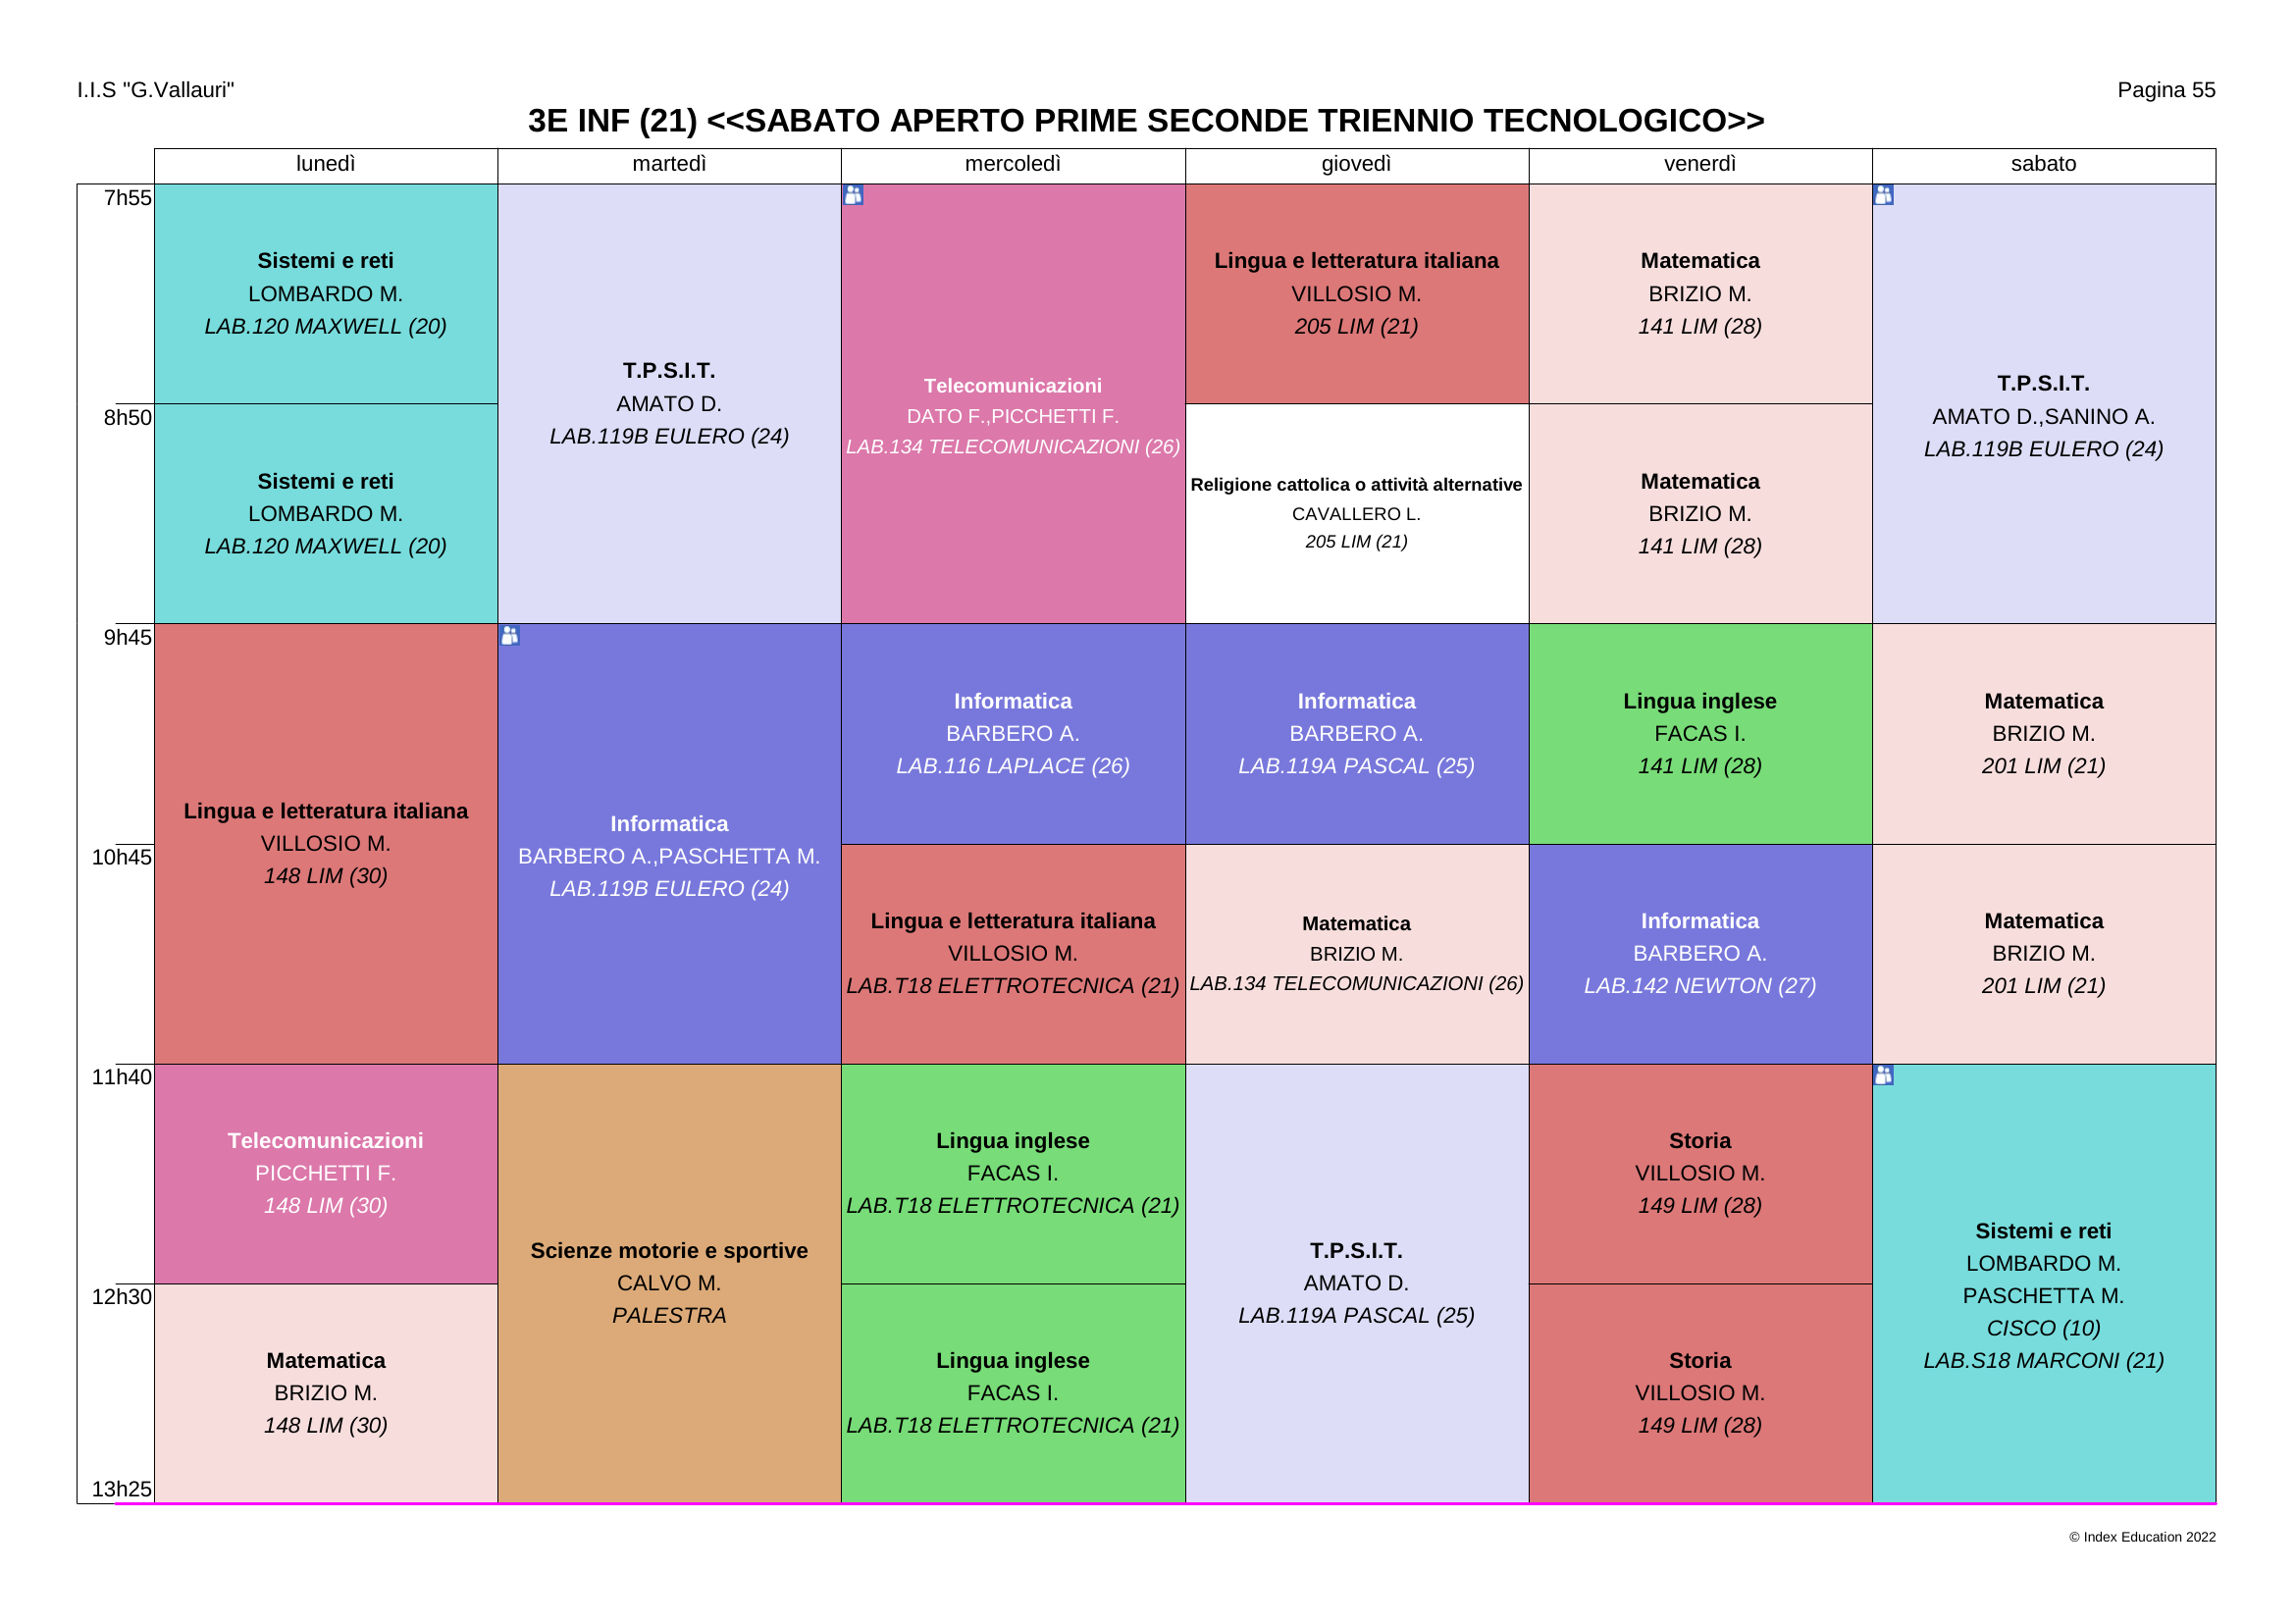 I.I.S "G.Vallauri"
Pagina 55
3E INF (21) <<SABATO APERTO PRIME SECONDE TRIENNIO TECNOLOGICO>>
lunedì
martedì
mercoledì
giovedì
venerdì
sabato
7h55
8h50
9h45
10h45
11h40
12h30
13h25
Sistemi e reti
LOMBARDO M.
LAB.120 MAXWELL (20)
Sistemi e reti
LOMBARDO M.
LAB.120 MAXWELL (20)
Lingua e letteratura italiana
VILLOSIO M.
148 LIM (30)
Telecomunicazioni
PICCHETTI F.
148 LIM (30)
Matematica
BRIZIO M.
148 LIM (30)
T.P.S.I.T.
AMATO D.
LAB.119B EULERO (24)
Informatica
BARBERO A.,PASCHETTA M.
LAB.119B EULERO (24)
Scienze motorie e sportive
CALVO M.
PALESTRA
Telecomunicazioni
DATO F.,PICCHETTI F.
LAB.134 TELECOMUNICAZIONI (26)
Informatica
BARBERO A.
LAB.116 LAPLACE (26)
Lingua e letteratura italiana
VILLOSIO M.
LAB.T18 ELETTROTECNICA (21)
Lingua inglese
FACAS I.
LAB.T18 ELETTROTECNICA (21)
Lingua inglese
FACAS I.
LAB.T18 ELETTROTECNICA (21)
Lingua e letteratura italiana
VILLOSIO M.
205 LIM (21)
Religione cattolica o attività alternative
CAVALLERO L.
205 LIM (21)
Informatica
BARBERO A.
LAB.119A PASCAL (25)
Matematica
BRIZIO M.
LAB.134 TELECOMUNICAZIONI (26)
T.P.S.I.T.
AMATO D.
LAB.119A PASCAL (25)
Matematica
BRIZIO M.
141 LIM (28)
Matematica
BRIZIO M.
141 LIM (28)
Lingua inglese
FACAS I.
141 LIM (28)
Informatica
BARBERO A.
LAB.142 NEWTON (27)
Storia
VILLOSIO M.
149 LIM (28)
Storia
VILLOSIO M.
149 LIM (28)
T.P.S.I.T.
AMATO D.,SANINO A.
LAB.119B EULERO (24)
Matematica
BRIZIO M.
201 LIM (21)
Matematica
BRIZIO M.
201 LIM (21)
Sistemi e reti
LOMBARDO M.
PASCHETTA M.
CISCO (10)
LAB.S18 MARCONI (21)
© Index Education 2022